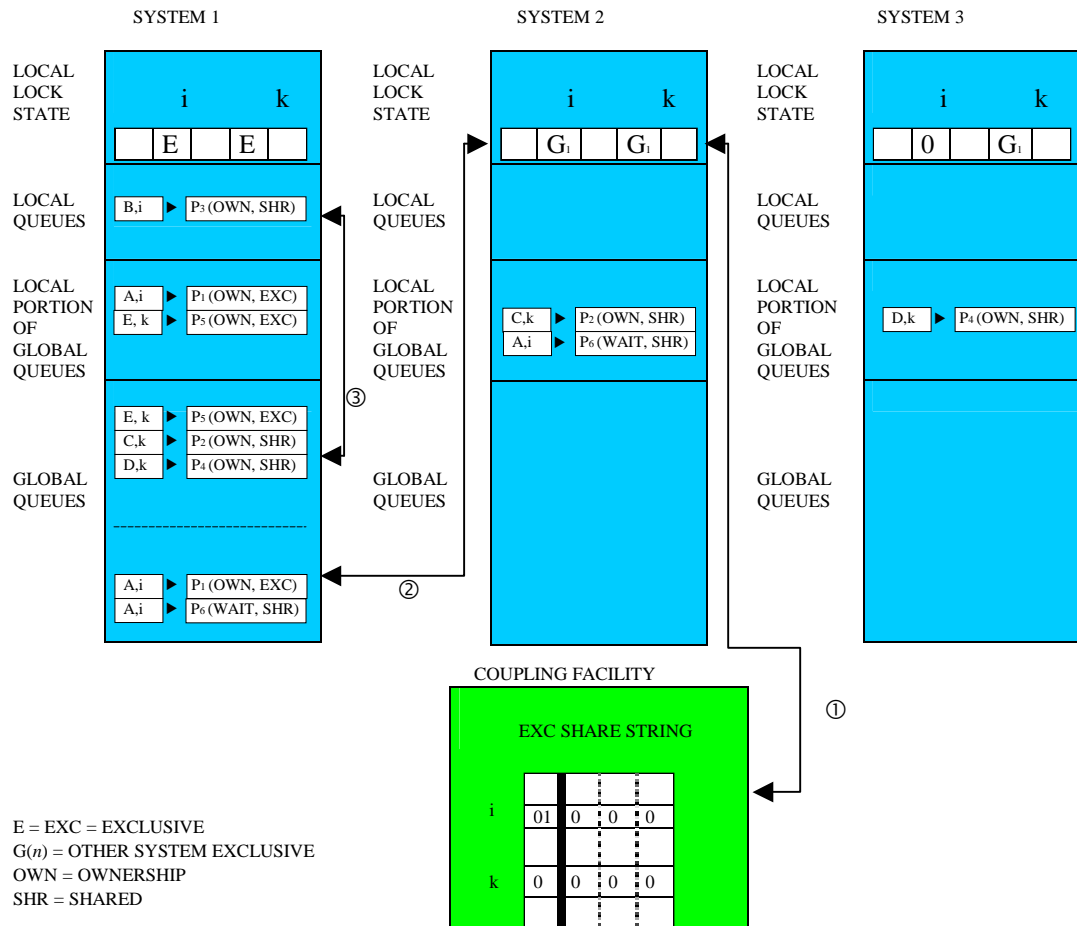 SYSTEM 1
SYSTEM 2
SYSTEM 3
LOCAL
LOCK
STATE
i k
E E
LOCAL
LOCK
STATE
i k
G₁ G₁
LOCAL
LOCK
STATE
i k
0 G₁
LOCAL
QUEUES
B,i P₃ (OWN, SHR)
LOCAL
QUEUES
LOCAL
QUEUES
LOCAL
PORTION
OF
GLOBAL
QUEUES
A,i P₁ (OWN, EXC)
E, k P₅ (OWN, EXC)
LOCAL
PORTION
OF
GLOBAL
QUEUES
C,k P₂ (OWN, SHR)
A,i P₆ (WAIT, SHR)
LOCAL
PORTION
OF
GLOBAL
QUEUES
D,k P₄ (OWN, SHR)
③
GLOBAL
QUEUES
E, k P₅ (OWN, EXC)
C,k P₂ (OWN, SHR)
D,k P₄ (OWN, SHR)
GLOBAL
QUEUES
GLOBAL
QUEUES
A,i P₁ (OWN, EXC)
A,i P₆ (WAIT, SHR)
②
COUPLING FACILITY
①
EXC SHARE STRING
i 01 0 0 0
k 0 0 0 0
E = EXC = EXCLUSIVE
G(n) = OTHER SYSTEM EXCLUSIVE
OWN = OWNERSHIP
SHR = SHARED